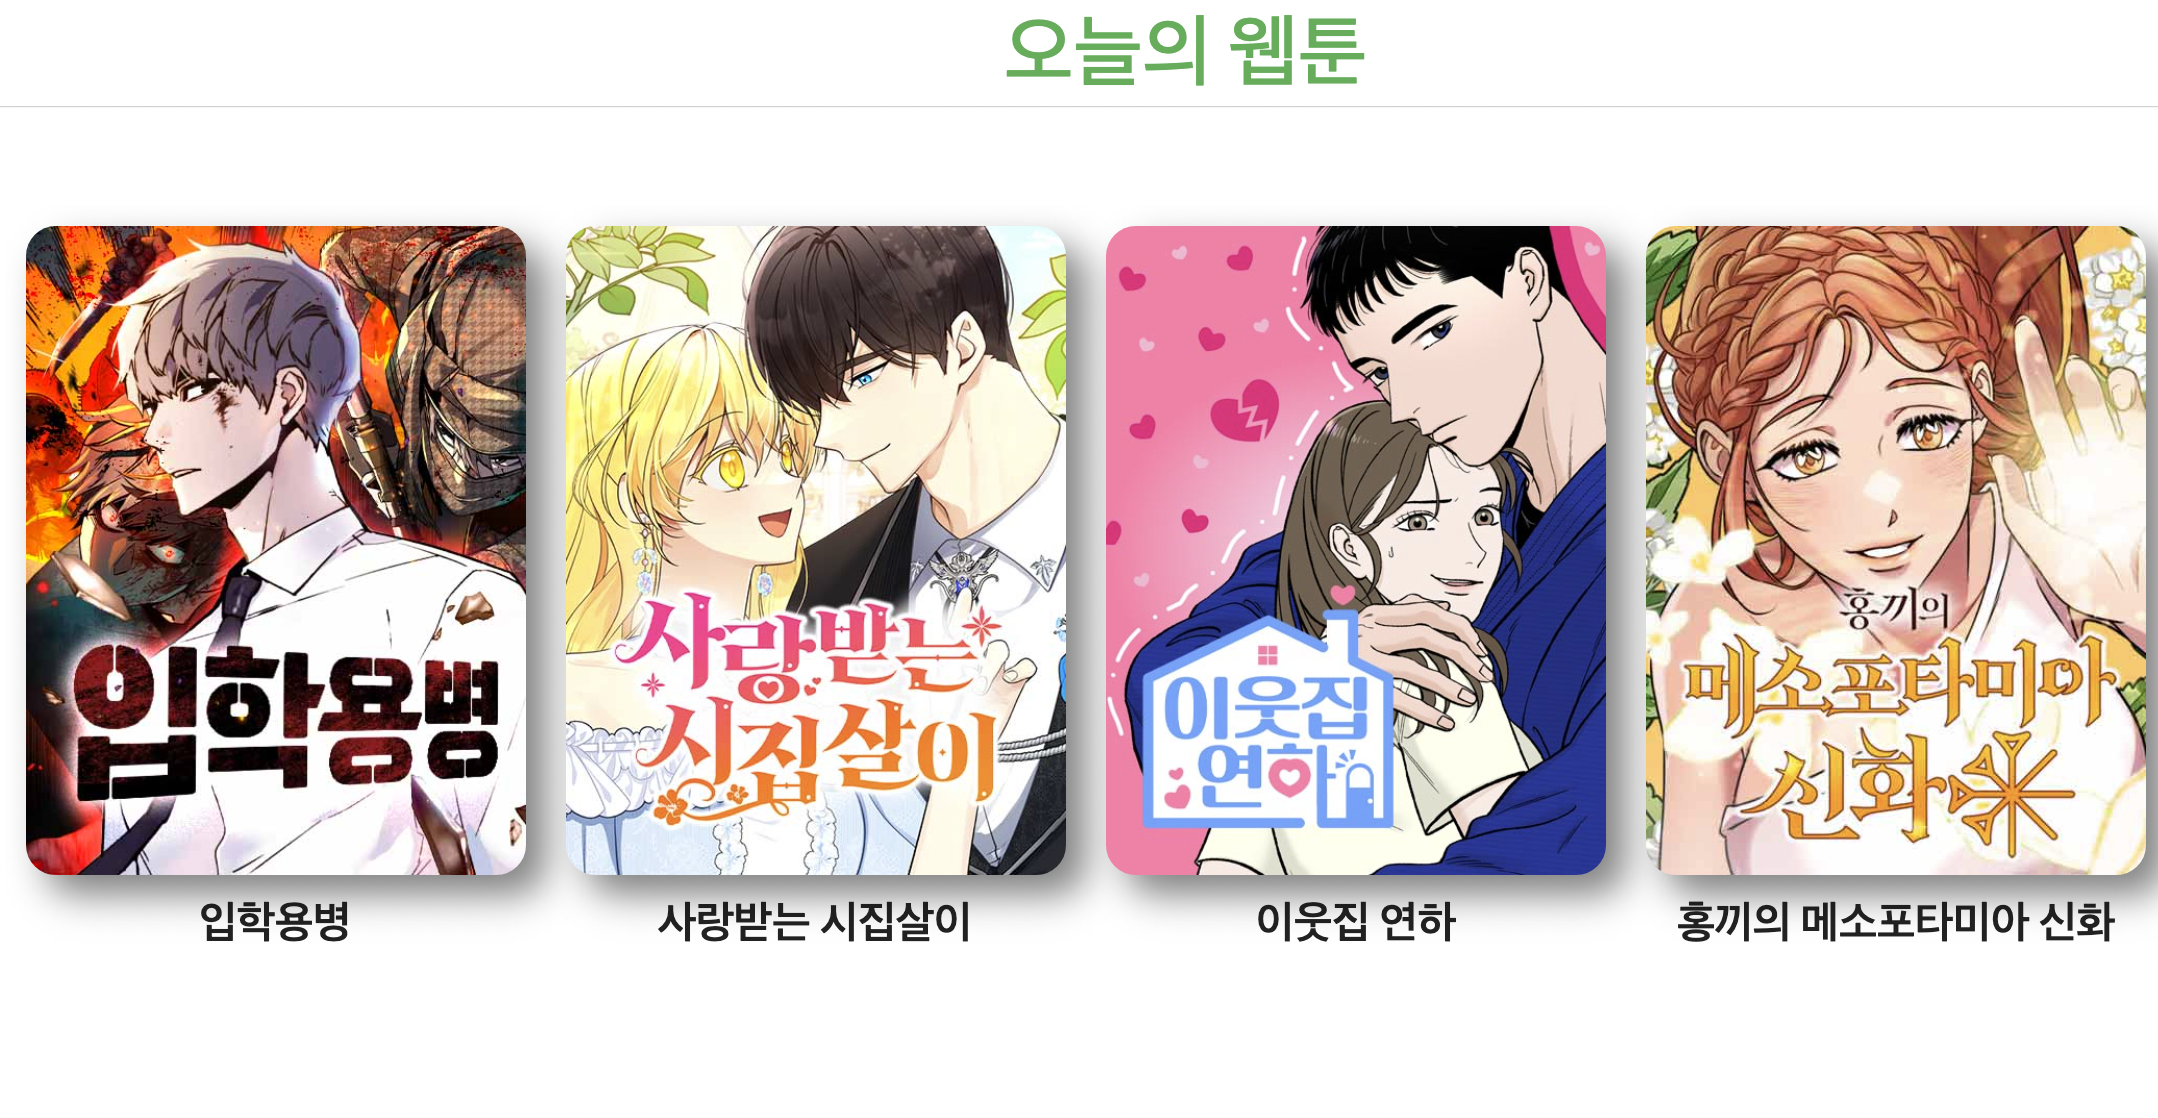 오늘의 웹툰
입학용병
사랑받는
시집살이
이웃집
연하
홍끼의
메소포타미아
신화
입학용병
사랑받는 시집살이
이웃집 연하
홍끼의 메소포타미아 신화